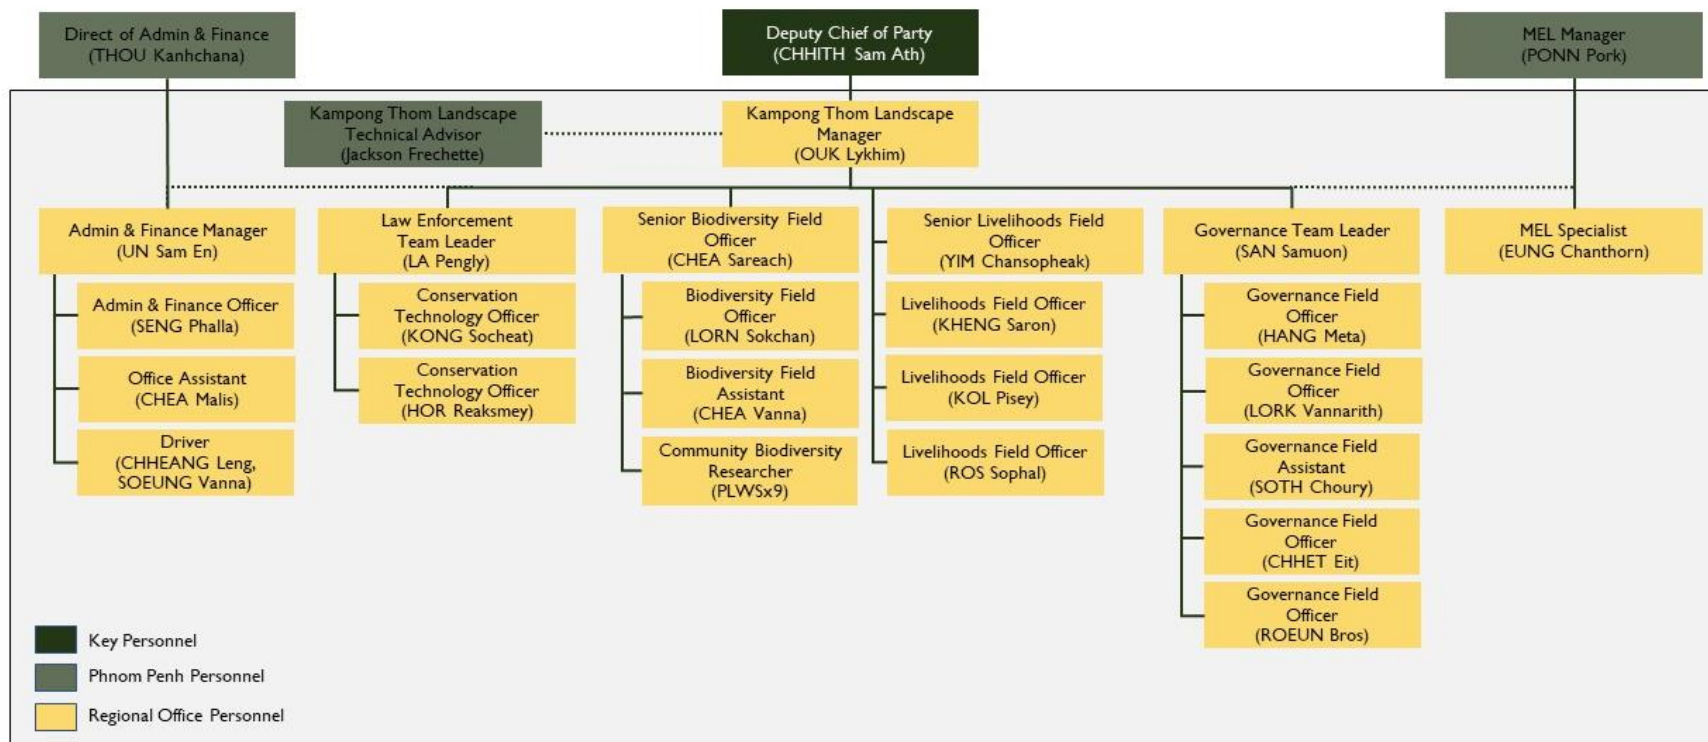 Direct of Admin & Finance
(THOU Kanhchana)
Deputy Chief of Party
(CHHITH Sam Ath)
MEL Manager
(PONN Pork)
Kampong Thom Landscape
Technical Advisor
(Jackson Frechette)
Kampong Thom Landscape
Manager
(OUK Lykhim)
Admin & Finance Manager
(UN Sam En)
Law Enforcement
Team Leader
(LA Pengly)
Senior Biodiversity Field
Officer
(CHEA Sareach)
Senior Livelihoods Field
Officer
(YIM Chansopheak)
Governance Team Leader
(SAN Samuon)
MEL Specialist
(EUNG Chanthorn)
Admin & Finance Officer
(SENG Phalla)
Office Assistant
(CHEA Malis)
Driver
(CHHEANG Leng,
SOEUNG Vanna)
Conservation
Technology Officer
(KONG Socheat)
Conservation
Technology Officer
(HOR Reaksmey)
Biodiversity Field
Officer
(LORN Sokchan)
Biodiversity Field
Assistant
(CHEA Vanna)
Community Biodiversity
Researcher
(PLWSx9)
Livelihoods Field Officer
(KHENG Saron)
Livelihoods Field Officer
(KOL Pisey)
Livelihoods Field Officer
(ROS Sophal)
Governance Field
Officer
(HANG Meta)
Governance Field
Officer
(LORK Vannarith)
Governance Field
Assistant
(SOTH Choury)
Governance Field
Officer
(CHHET Eit)
Governance Field
Officer
(ROEUN Bros)
Key Personnel
Phnom Penh Personnel
Regional Office Personnel